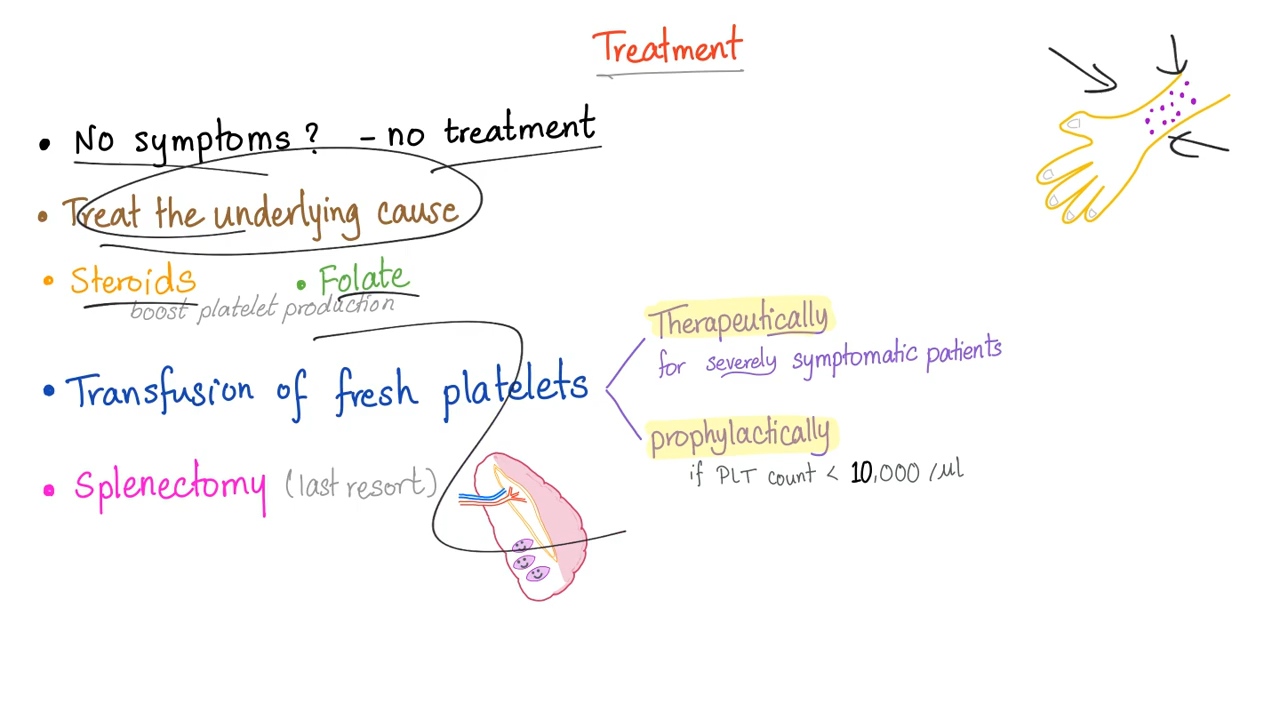 Treatment
• No symptoms? – no treatment
• Treat the underlying cause
• Steroids • Folate
boost platelet production
• Transfusion of fresh platelets
Therapeutically
for severely symptomatic patients
prophylactically
if PLT count < 10,000 /µl
• Splenectomy (last resort)